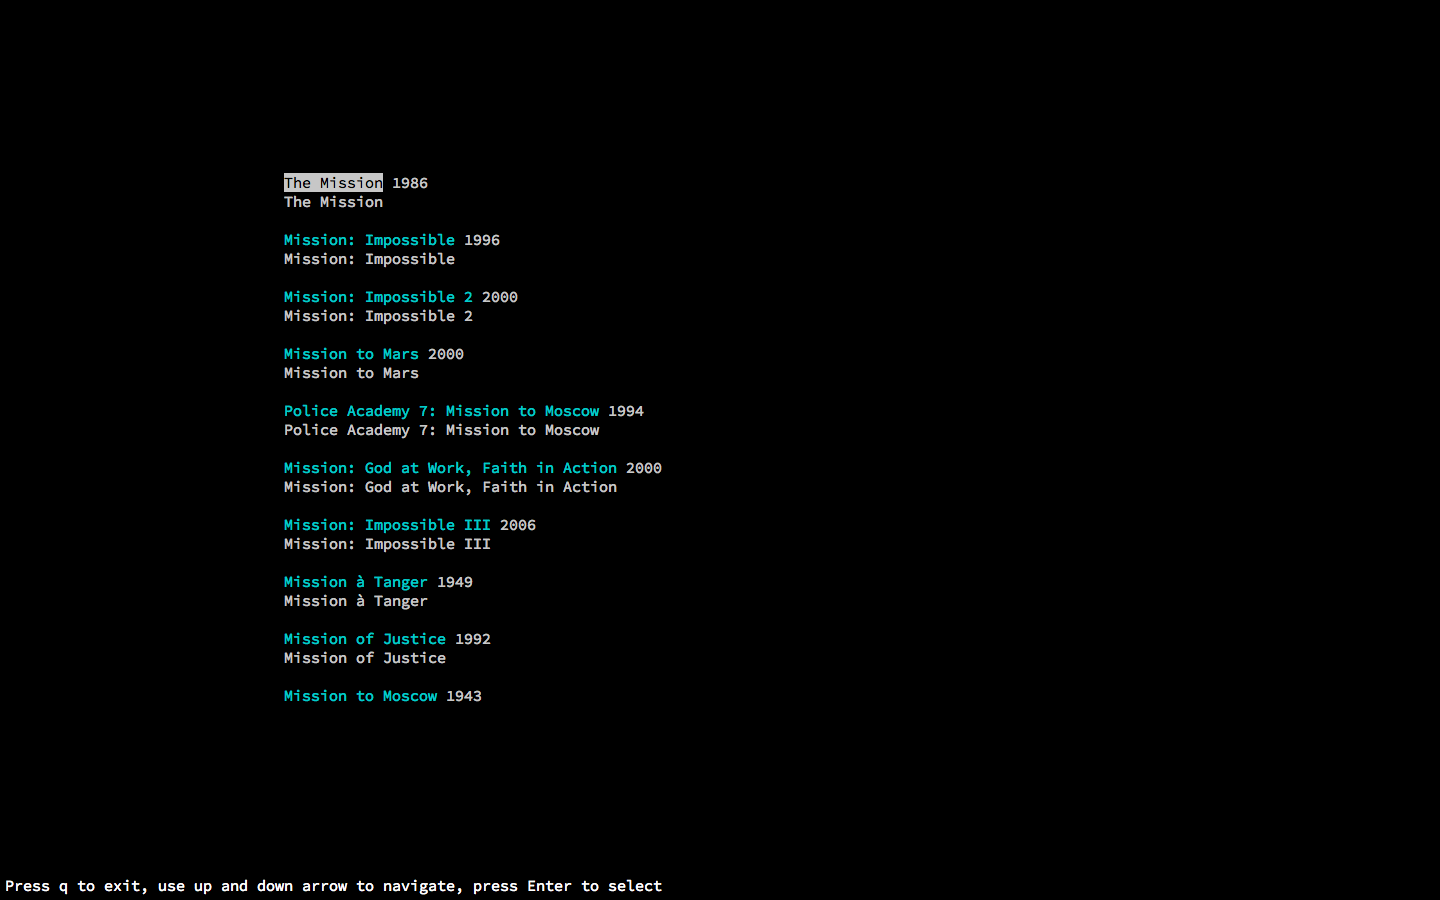 The Mission 1986
The Mission
Mission: Impossible 1996
Mission: Impossible
Mission: Impossible 2 2000
Mission: Impossible 2
Mission to Mars 2000
Mission to Mars
Police Academy 7: Mission to Moscow 1994
Police Academy 7: Mission to Moscow
Mission: God at Work, Faith in Action 2000
Mission: God at Work, Faith in Action
Mission: Impossible III 2006
Mission: Impossible III
Mission à Tanger 1949
Mission à Tanger
Mission of Justice 1992
Mission of Justice
Mission to Moscow 1943
Press q to exit, use up and down arrow to navigate, press Enter to select